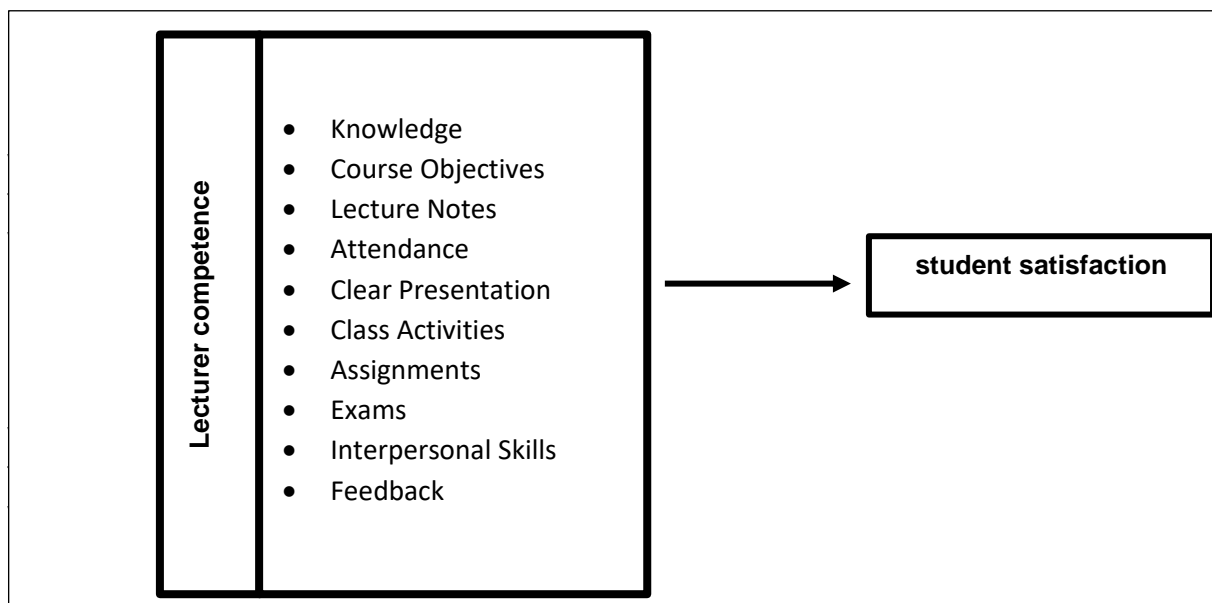 Lecturer competence
• Knowledge
• Course Objectives
• Lecture Notes
• Attendance
• Clear Presentation
• Class Activities
• Assignments
• Exams
• Interpersonal Skills
• Feedback
student satisfaction